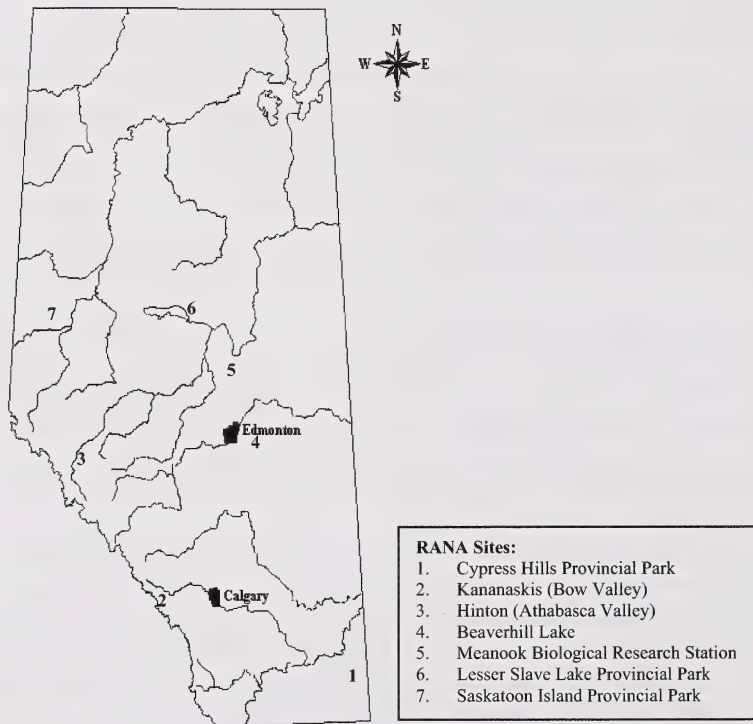 N
W E
S
7
6
5
Edmonton
4
3
Calgary
2
1
RANA Sites:
1. Cypress Hills Provincial Park
2. Kananaskis (Bow Valley)
3. Hinton (Athabasca Valley)
4. Beaverhill Lake
5. Meanook Biological Research Station
6. Lesser Slave Lake Provincial Park
7. Saskatoon Island Provincial Park